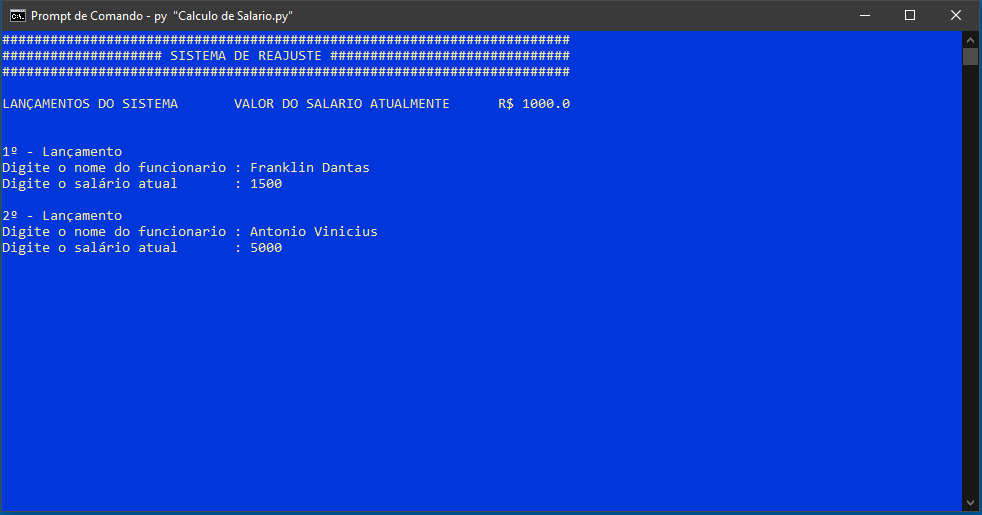 Prompt de Comando - py "Calculo de Salario.py"
#######################################################################
#################### SISTEMA DE REAJUSTE ##############################
#######################################################################
LANÇAMENTOS DO SISTEMA       VALOR DO SALARIO ATUALMENTE      R$ 1000.0
1º - Lançamento
Digite o nome do funcionario : Franklin Dantas
Digite o salário atual       : 1500
2º - Lançamento
Digite o nome do funcionario : Antonio Vinicius
Digite o salário atual       : 5000